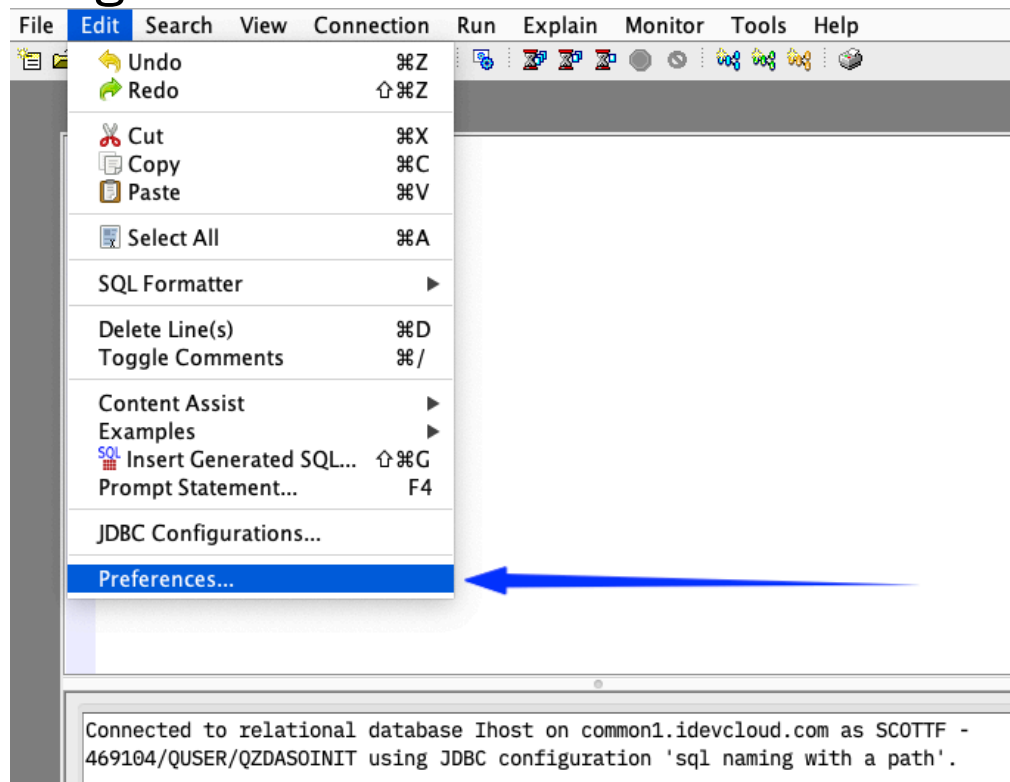 File Edit Search View Connection Run Explain Monitor Tools Help
Undo ⌘Z
Redo ⇧⌘Z
Cut ⌘X
Copy ⌘C
Paste ⌘V
Select All ⌘A
SQL Formatter ▶
Delete Line(s) ⌘D
Toggle Comments ⌘/
Content Assist ▶
Examples ▶
SQL Insert Generated SQL... ⇧⌘G
Prompt Statement... F4
JDBC Configurations...
Preferences...
Connected to relational database Ihost on common1.idevcloud.com as SCOTTF -
469104/QUSER/QZDASOINIT using JDBC configuration 'sql naming with a path'.